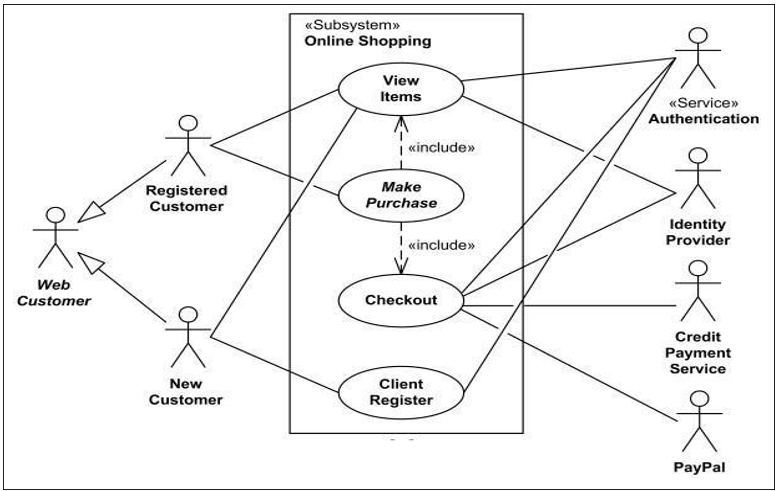 «Subsystem»
Online Shopping
View
Items
«include»
Make
Purchase
«include»
Checkout
Client
Register
Registered
Customer
Web
Customer
New
Customer
«Service»
Authentication
Identity
Provider
Credit
Payment
Service
PayPal